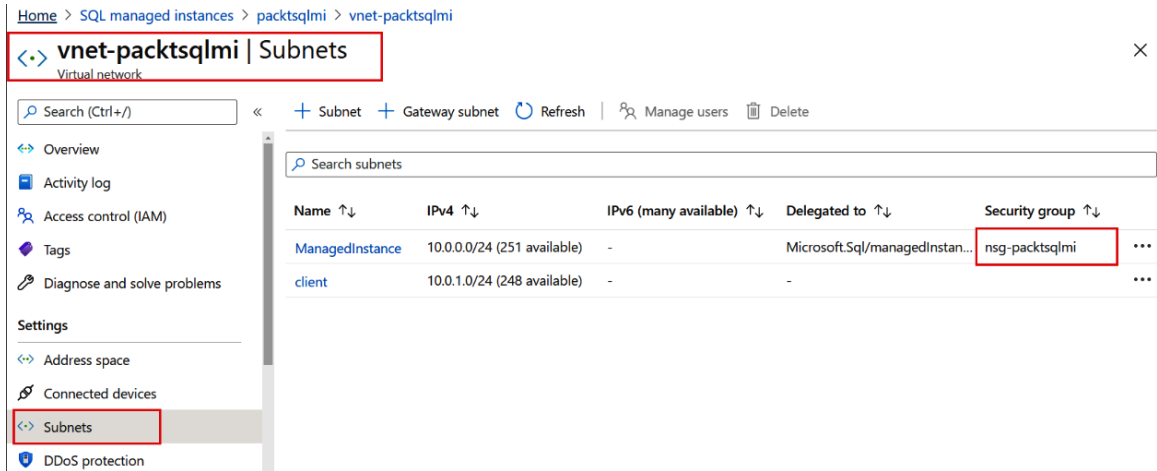 Home > SQL managed instances > packtsqlmi > vnet-packtsqlmi
vnet-packtsqlmi | Subnets
Virtual network
Search (Ctrl+/)
Subnet Gateway subnet Refresh Manage users Delete
Overview
Activity log
Access control (IAM)
Tags
Diagnose and solve problems
Settings
Address space
Connected devices
Subnets
DDoS protection
Search subnets
Name IPv4 IPv6 (many available) Delegated to Security group
ManagedInstance 10.0.0.0/24 (251 available) - Microsoft.Sql/managedInstan... nsg-packtsqlmi
client 10.0.1.0/24 (248 available) - -